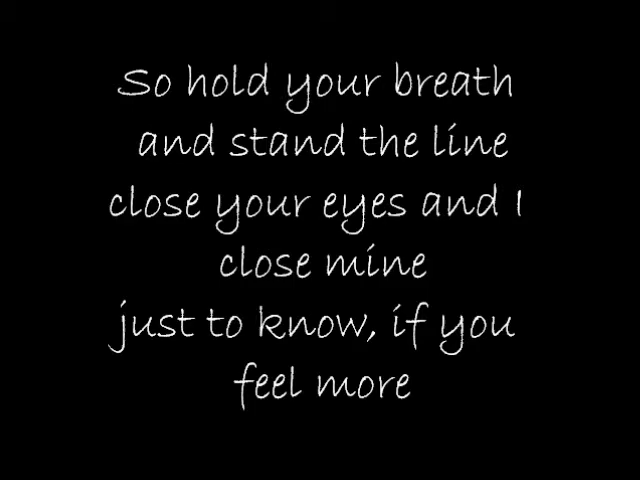 So hold your breath
and stand the line
close your eyes and I
close mine
just to know, if you
feel more